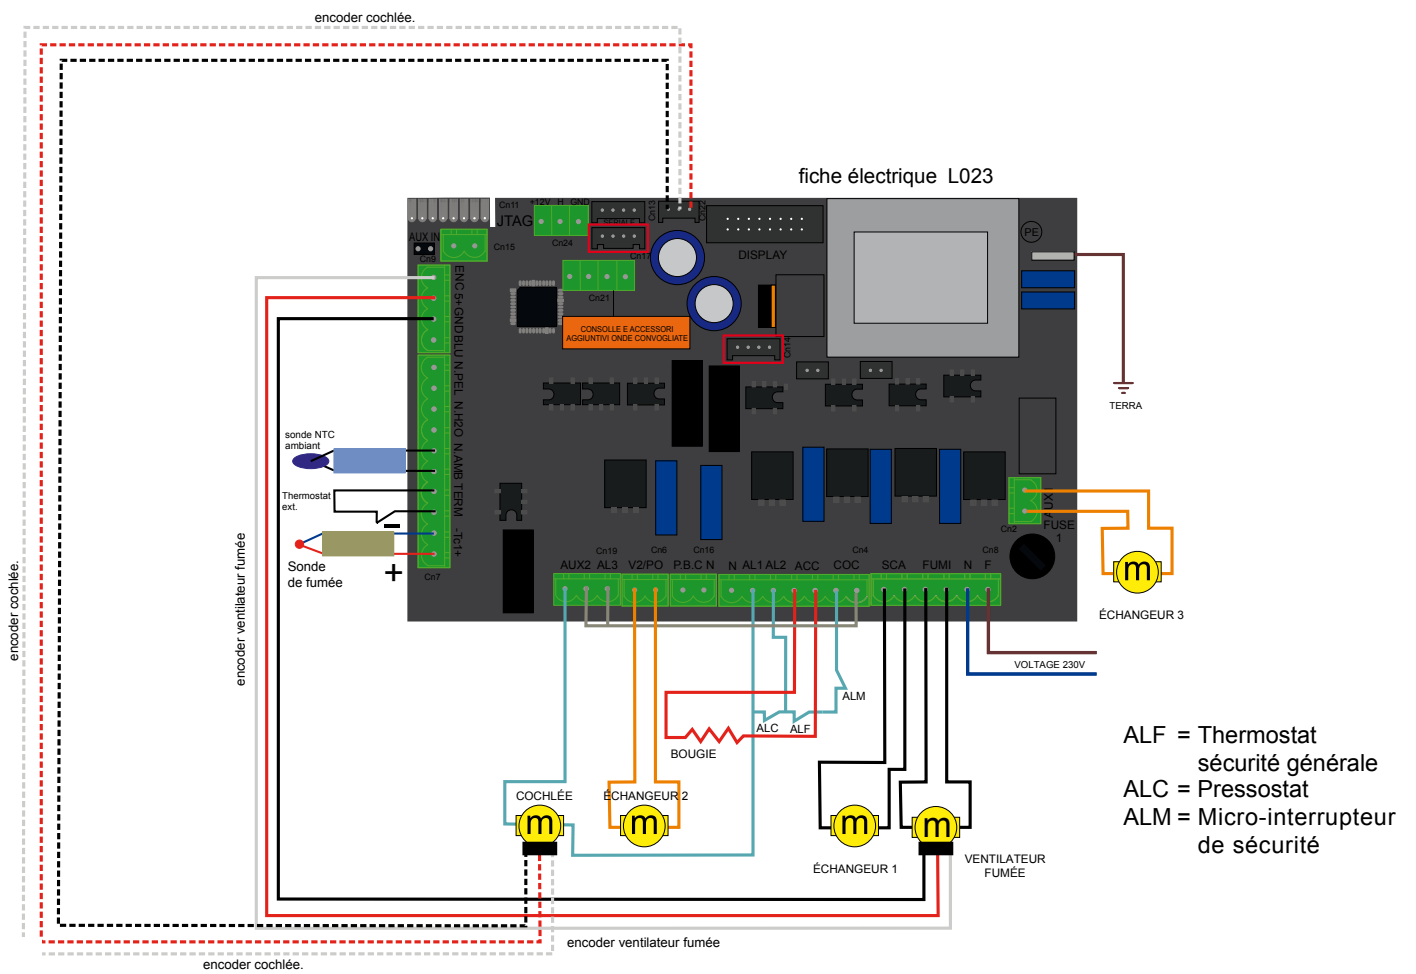 encoder cochlée.
fiche électrique L023
Cn11
+12V H GND
JTAG
SERIALE
Cn13
Cn22
AUX IN
Cn9
Cn15
Cn24
Cn17
DISPLAY
PE
Cn21
CONSOLLE E ACCESSORI
AGGIUNTIVI ONDE CONVOGLIATE
Cn14
ENC 5+GND BLU N.PEL N.H2O N.AMB TERM -Tc1+
TERRA
sonde NTC
ambiant
Thermostat
ext.
Sonde
de fumée
–
+
Cn7
encoder cochlée.
encoder ventilateur fumée
AUX
FUSE
1
Cn2
Cn19
Cn6
Cn16
Cn4
Cn8
AUX2 AL3 V2/PO P.B.C N N AL1 AL2 ACC COC SCA FUMI N F
m
ÉCHANGEUR 3
VOLTAGE 230V
ALM
ALC
ALF
BOUGIE
COCHLÉE
m
ÉCHANGEUR 2
m
m
ÉCHANGEUR 1
m
VENTILATEUR
FUMÉE
ALF = Thermostat
sécurité générale
ALC = Pressostat
ALM = Micro-interrupteur
de sécurité
encoder ventilateur fumée
encoder cochlée.